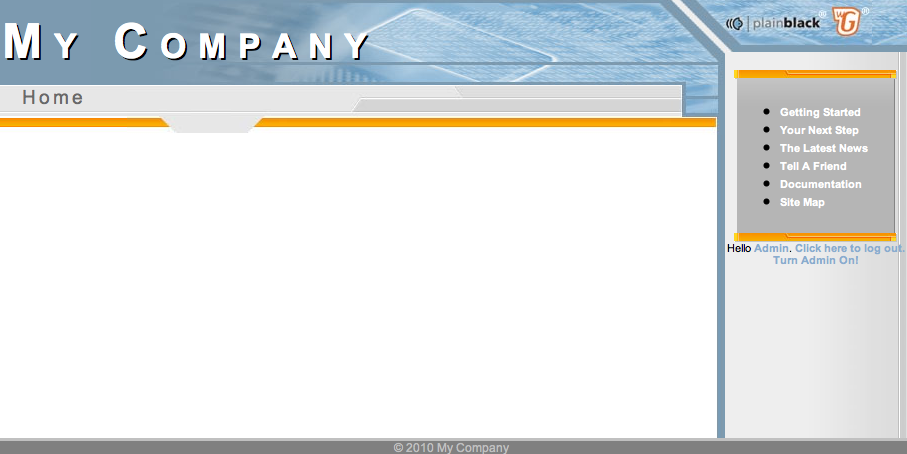 My Company
plainblack® WG®
Home
Getting Started
Your Next Step
The Latest News
Tell A Friend
Documentation
Site Map
Hello Admin. Click here to log out.
Turn Admin On!
© 2010 My Company